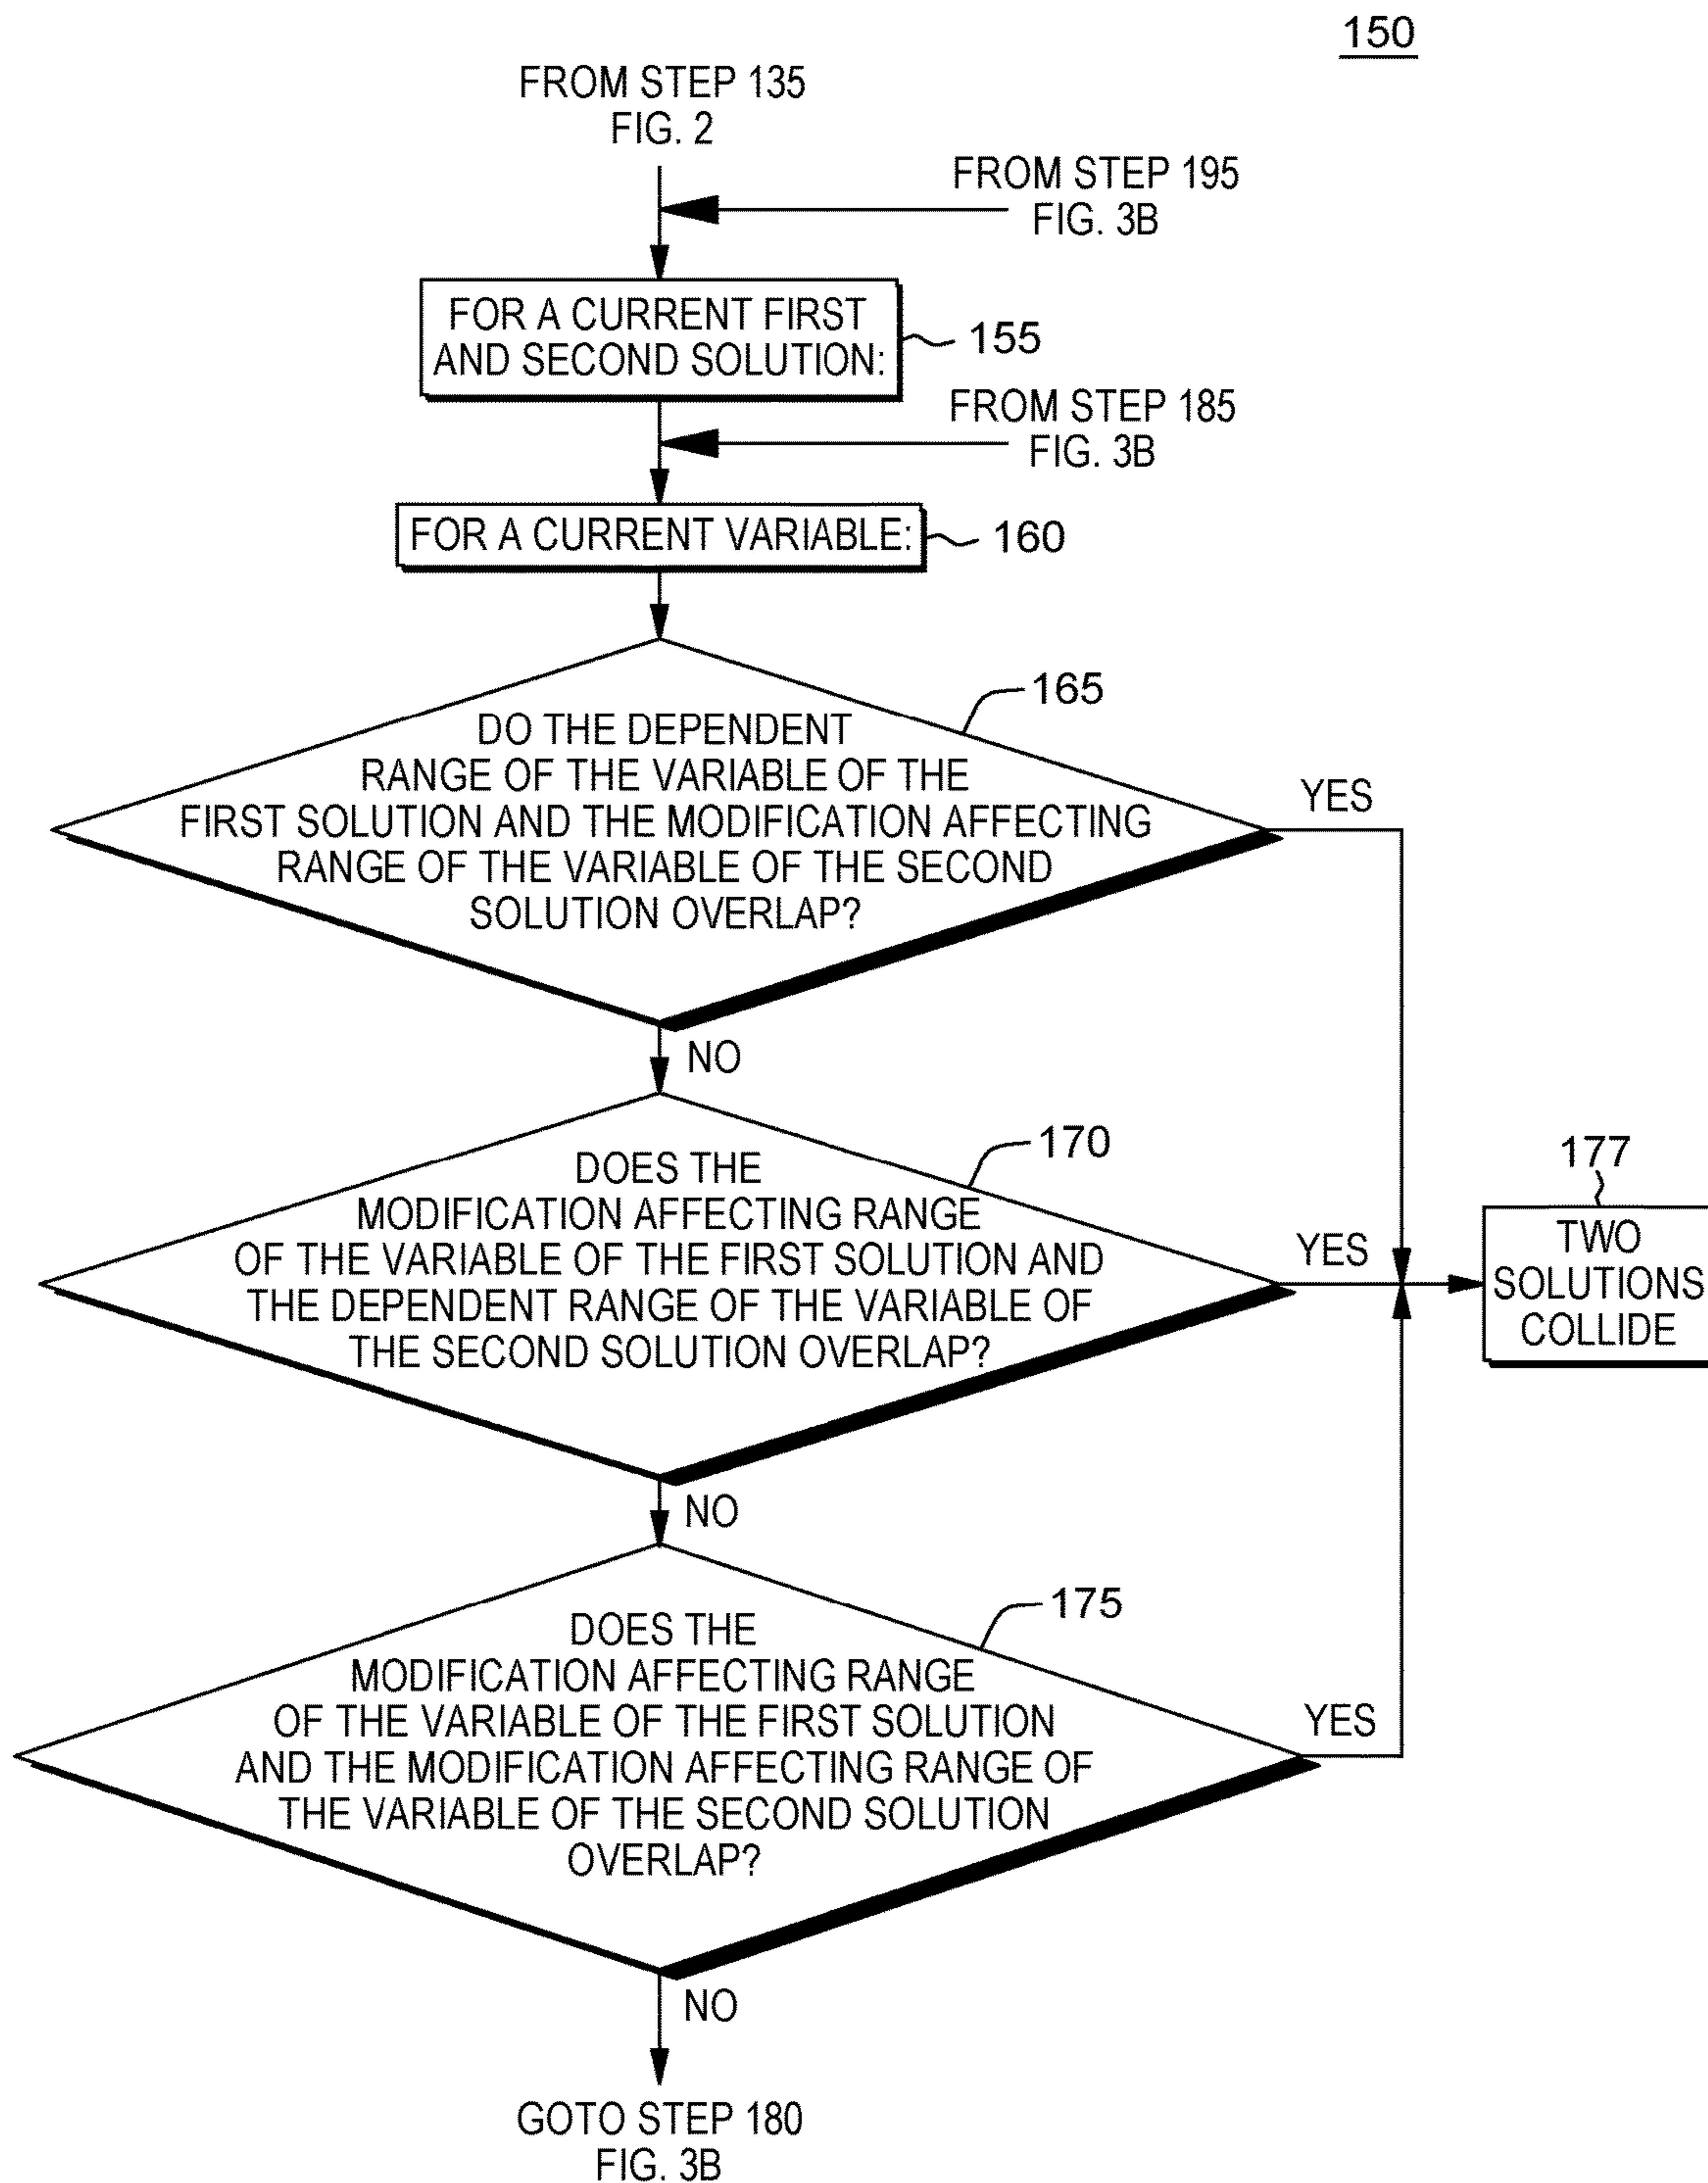 150
FROM STEP 135
FIG. 2
FROM STEP 195
FIG. 3B
FOR A CURRENT FIRST
AND SECOND SOLUTION:
155
FROM STEP 185
FIG. 3B
FOR A CURRENT VARIABLE:
160
165
DO THE DEPENDENT
RANGE OF THE VARIABLE OF THE
FIRST SOLUTION AND THE MODIFICATION AFFECTING
RANGE OF THE VARIABLE OF THE SECOND
SOLUTION OVERLAP?
YES
NO
170
DOES THE
MODIFICATION AFFECTING RANGE
OF THE VARIABLE OF THE FIRST SOLUTION AND
THE DEPENDENT RANGE OF THE VARIABLE OF
THE SECOND SOLUTION OVERLAP?
YES
177
TWO
SOLUTIONS
COLLIDE
NO
175
DOES THE
MODIFICATION AFFECTING RANGE
OF THE VARIABLE OF THE FIRST SOLUTION
AND THE MODIFICATION AFFECTING RANGE OF
THE VARIABLE OF THE SECOND SOLUTION
OVERLAP?
YES
NO
GOTO STEP 180
FIG. 3B